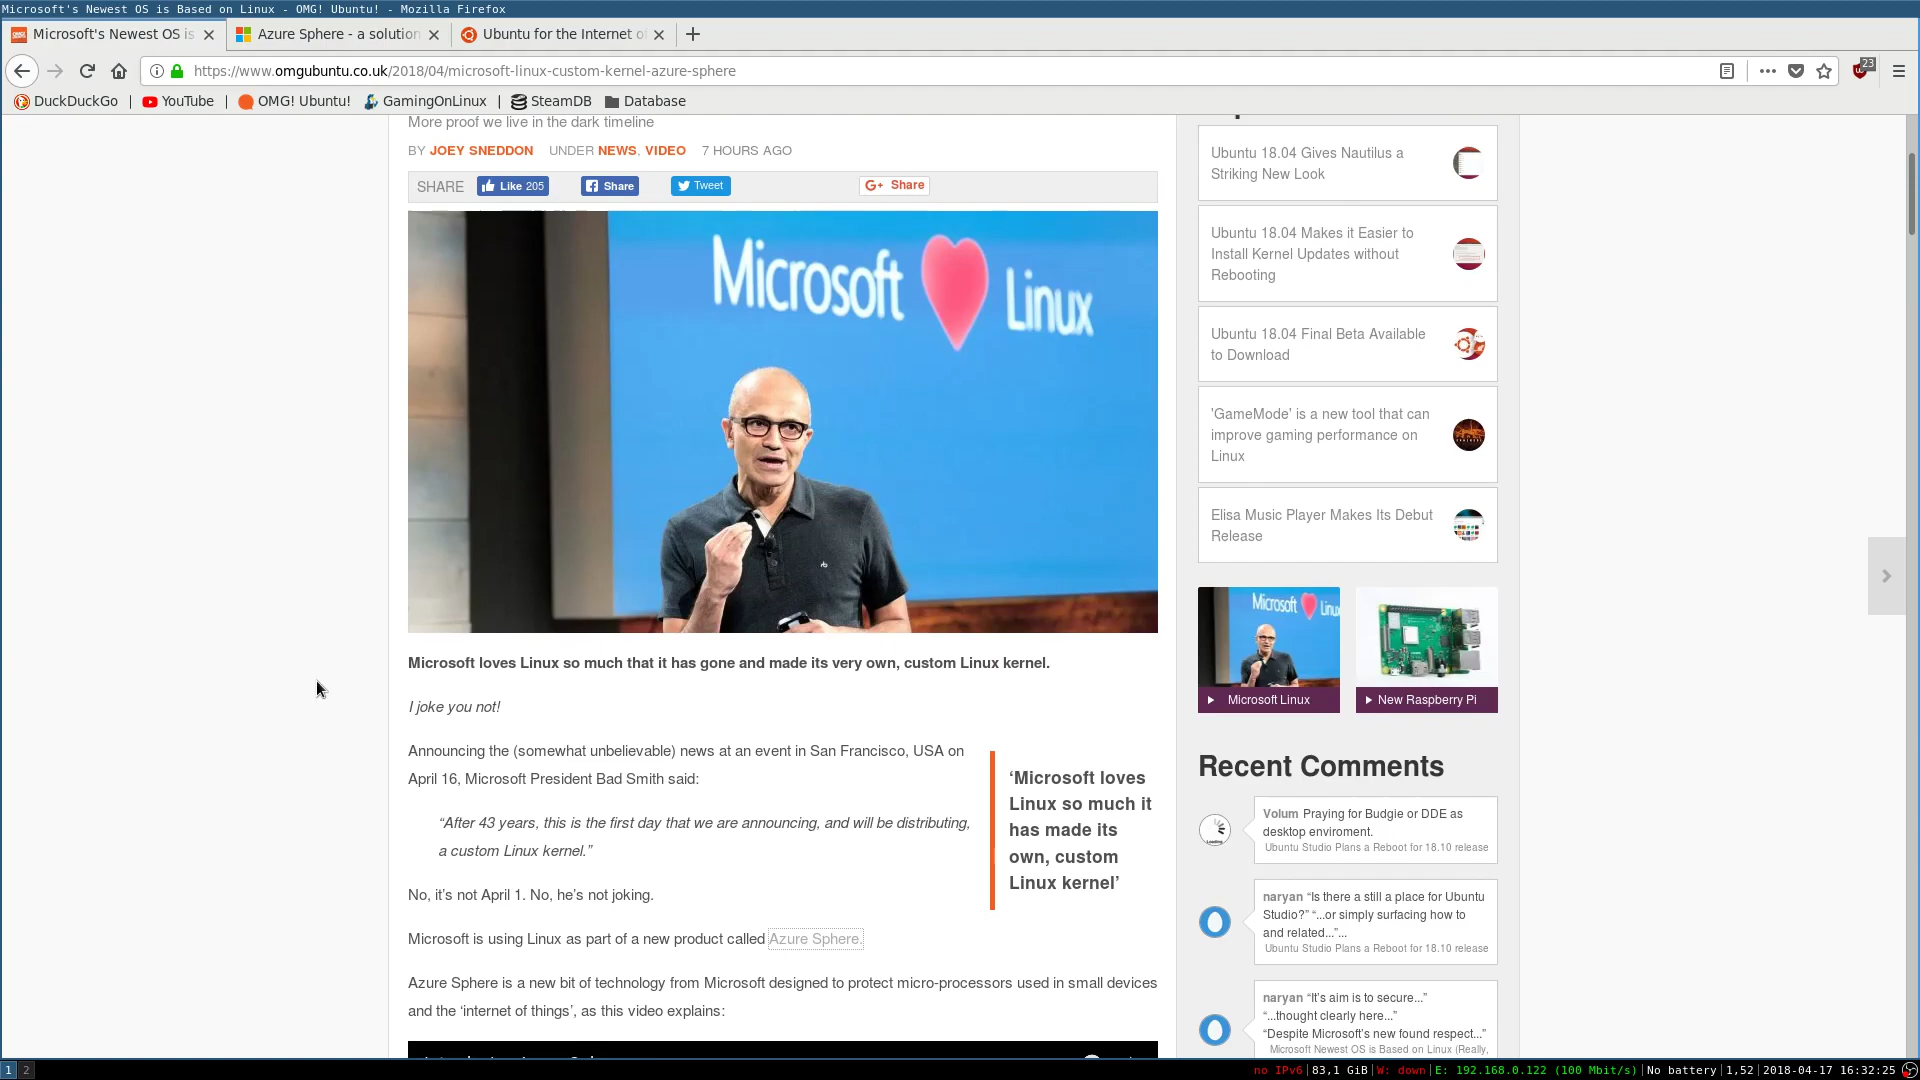 Microsoft's Newest OS is Based on Linux - OMG! Ubuntu! - Mozilla Firefox
Microsoft's Newest OS is
Azure Sphere - a solution
Ubuntu for the Internet o
https://www.omgubuntu.co.uk/2018/04/microsoft-linux-custom-kernel-azure-sphere
23
DuckDuckGo | YouTube | OMG! Ubuntu! GamingOnLinux | SteamDB Database
More proof we live in the dark timeline
BY JOEY SNEDDON UNDER NEWS, VIDEO 7 HOURS AGO
SHARE Like 205 Share Tweet G+ Share
Microsoft Linux
Microsoft loves Linux so much that it has gone and made its very own, custom Linux kernel.
I joke you not!
Announcing the (somewhat unbelievable) news at an event in San Francisco, USA on
April 16, Microsoft President Bad Smith said:
“After 43 years, this is the first day that we are announcing, and will be distributing,
a custom Linux kernel.”
No, it’s not April 1. No, he’s not joking.
‘Microsoft loves
Linux so much it
has made its
own, custom
Linux kernel’
Microsoft is using Linux as part of a new product called Azure Sphere.
Azure Sphere is a new bit of technology from Microsoft designed to protect micro-processors used in small devices
and the ‘internet of things’, as this video explains:
Ubuntu 18.04 Gives Nautilus a
Striking New Look
Ubuntu 18.04 Makes it Easier to
Install Kernel Updates without
Rebooting
Ubuntu 18.04 Final Beta Available
to Download
'GameMode' is a new tool that can
improve gaming performance on
Linux
Elisa Music Player Makes Its Debut
Release
Microsoft Linux
Microsoft Linux
New Raspberry Pi
Recent Comments
Volum Praying for Budgie or DDE as
desktop enviroment.
Ubuntu Studio Plans a Reboot for 18.10 release
naryan “Is there a still a place for Ubuntu
Studio?” “...or simply surfacing how to
and related...”...
Ubuntu Studio Plans a Reboot for 18.10 release
naryan “It’s aim is to secure...”
“...thought clearly here...”
“Despite Microsoft’s new found respect...”
Microsoft Newest OS is Based on Linux (Really,
1 2
no IPv6|83,1 GiB|W: down|E: 192.168.0.122 (100 Mbit/s)|No battery|1,52|2018-04-17 16:32:25